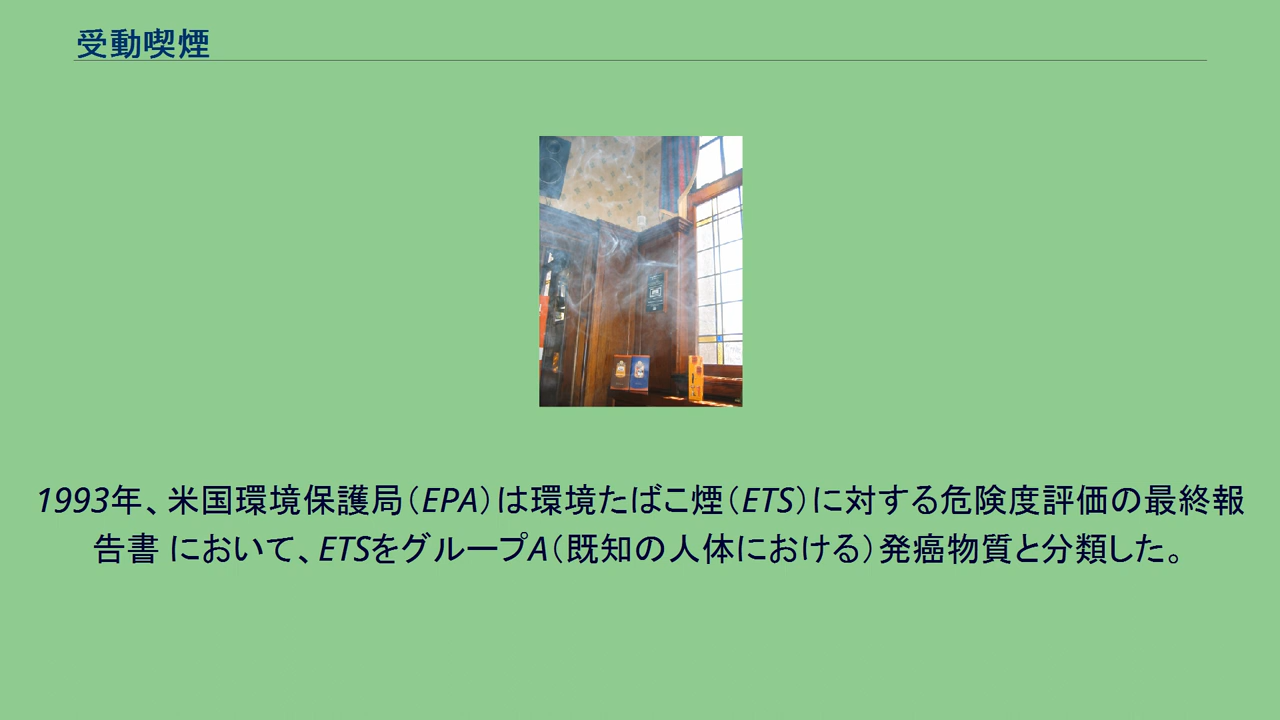 受動喫煙
1993年、米国環境保護局（EPA）は環境たばこ煙（ETS）に対する危険度評価の最終報
告書 において、ETSをグループA（既知の人体における）発癌物質と分類した。